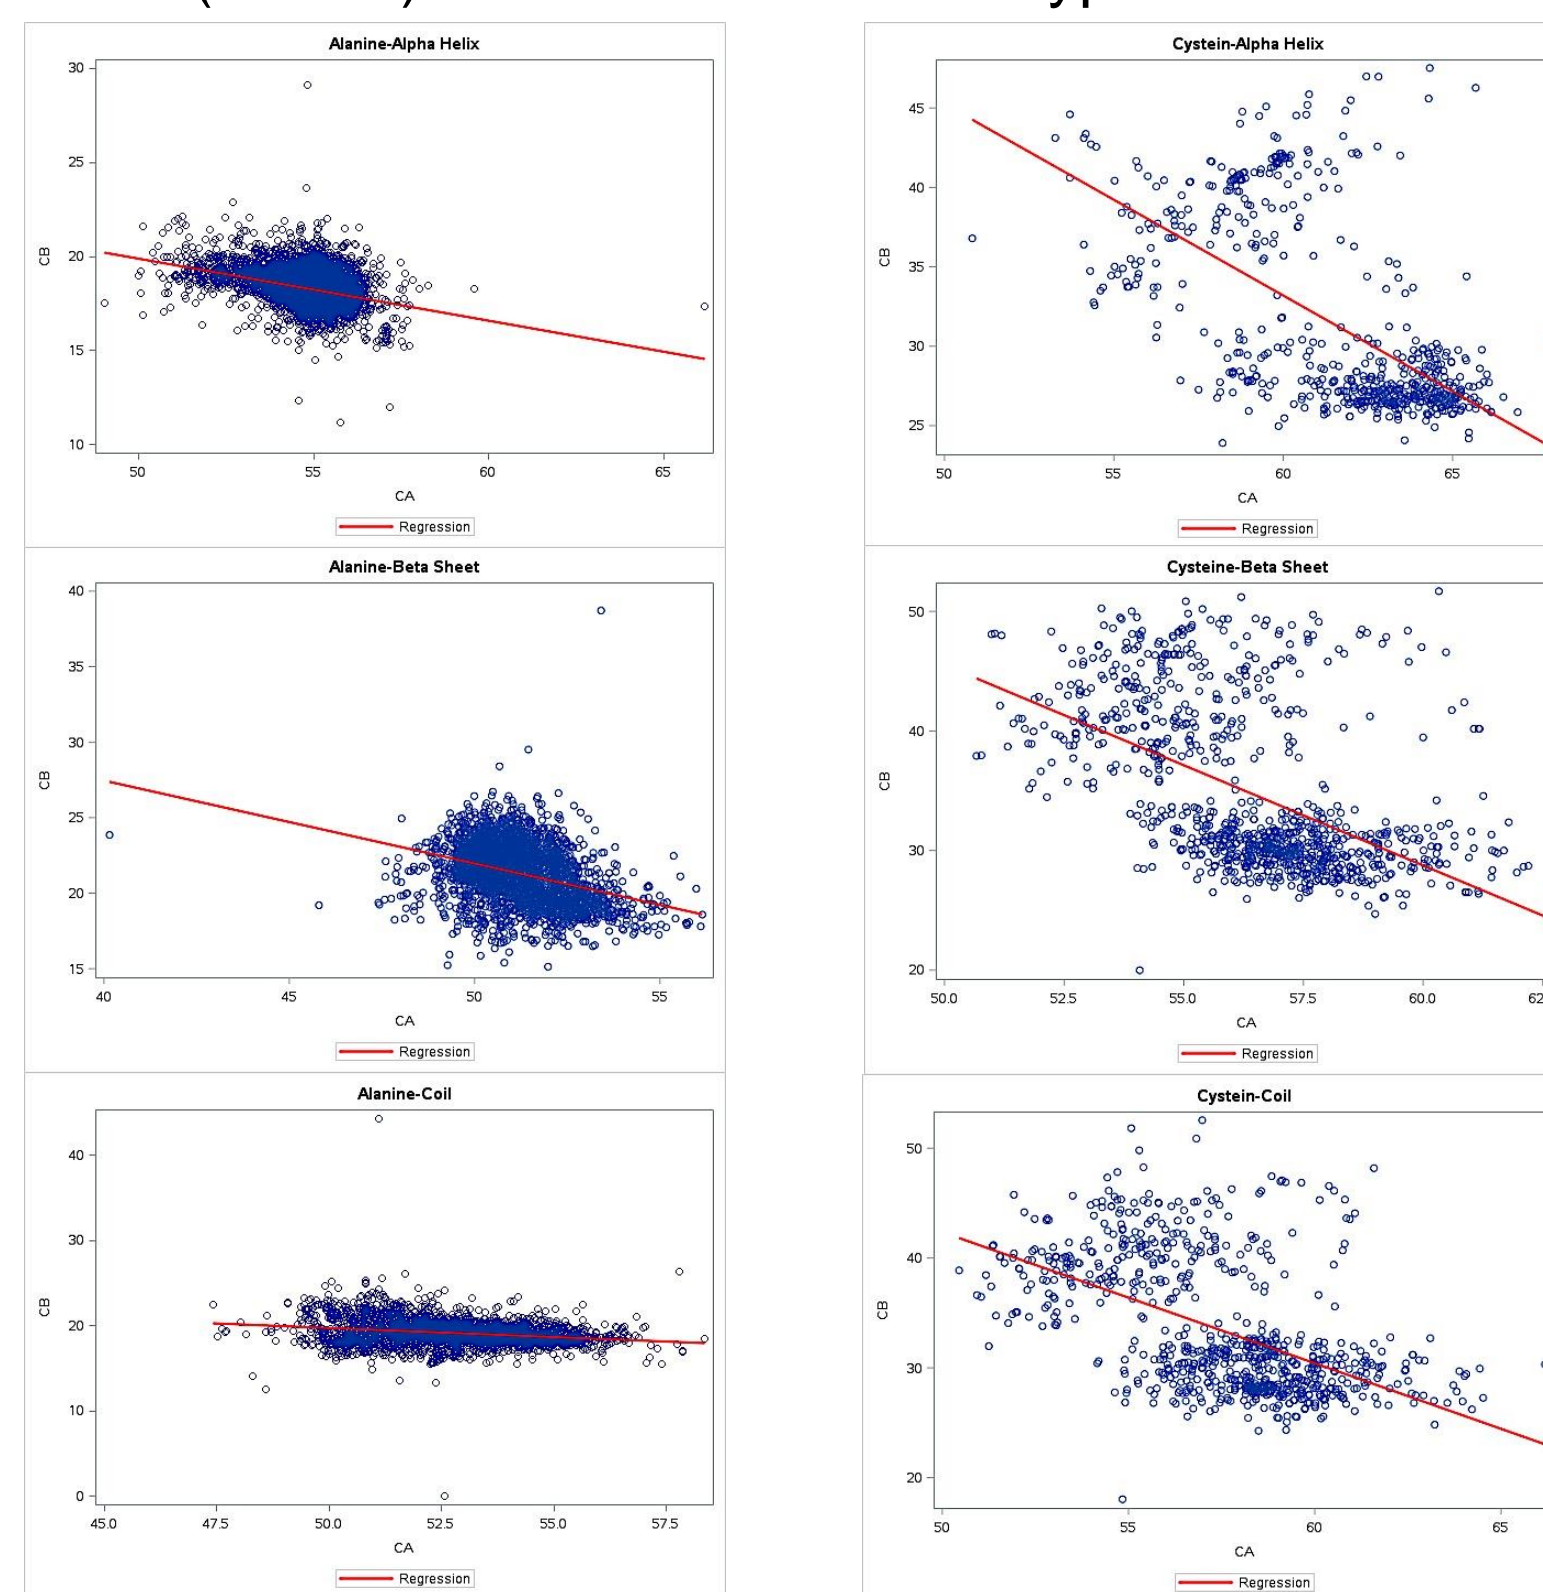 Alanine-Alpha Helix
30
25
20
15
10
CB
50 55 60 65
CA
Regression
Cystein-Alpha Helix
45
40
35
30
25
CB
50 55 60 65
CA
Regression
Alanine-Beta Sheet
40
35
30
25
20
15
CB
40 45 50 55
CA
Regression
Cysteine-Beta Sheet
50
40
30
20
CB
50.0 52.5 55.0 57.5 60.0
CA
Regression
Alanine-Coil
40
30
20
10
0
CB
45.0 47.5 50.0 52.5 55.0 57.5
CA
Regression
Cystein-Coil
50
40
30
20
CB
50 55 60 65
CA
Regression